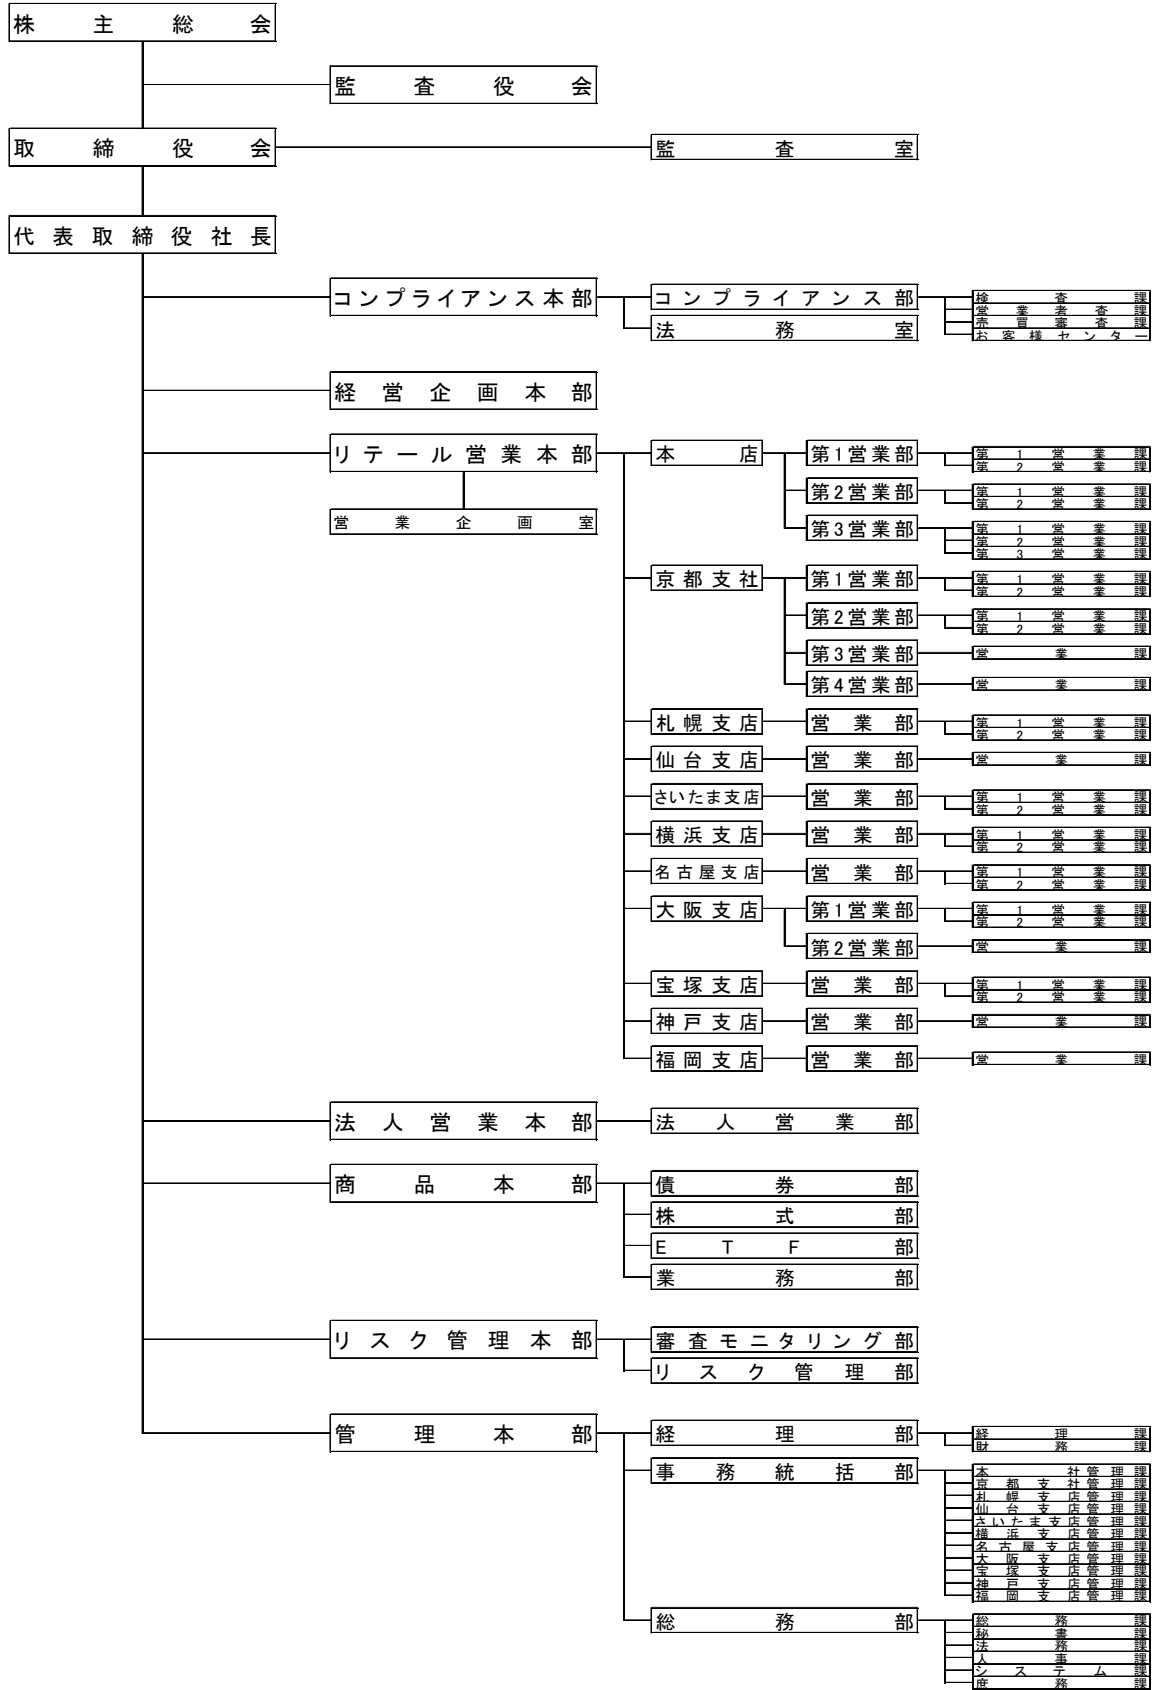 株主総会
監査役会
取締役会 監査室
代表取締役社長
コンプライアンス本部 コンプライアンス部 検査課
営業者査課
売買審査課
お客様センター
法務室
経営企画本部
リテール営業本部 本店 第1営業部 第1営業課
第2営業課
第2営業部 第1営業課
第2営業課
営業企画室
第3営業部 第1営業課
第2営業課
第3営業課
京都支社 第1営業部 第1営業課
第2営業課
第2営業部 第1営業課
第2営業課
第3営業部 営業課
第4営業部 営業課
札幌支店 営業部 第1営業課
第2営業課
仙台支店 営業部 営業課
さいたま支店 営業部 第1営業課
第2営業課
横浜支店 営業部 第1営業課
第2営業課
名古屋支店 営業部 第1営業課
第2営業課
大阪支店 第1営業部 第1営業課
第2営業課
第2営業部 営業課
宝塚支店 営業部 第1営業課
第2営業課
神戸支店 営業部 営業課
福岡支店 営業部 営業課
法人営業本部 法人営業部
商品本部 債券部
株式部
ETF部
業務部
リスク管理本部 審査モニタリング部
リスク管理部
管理本部 経理部 経理課
財務課
事務統括部 本社管理課
京都支社管理課
札幌支店管理課
仙台支店管理課
さいたま支店管理課
横浜支店管理課
名古屋支店管理課
大阪支店管理課
宝塚支店管理課
神戸支店管理課
福岡支店管理課
総務部 総務課
秘書課
法務課
人事課
システム課
庶務課